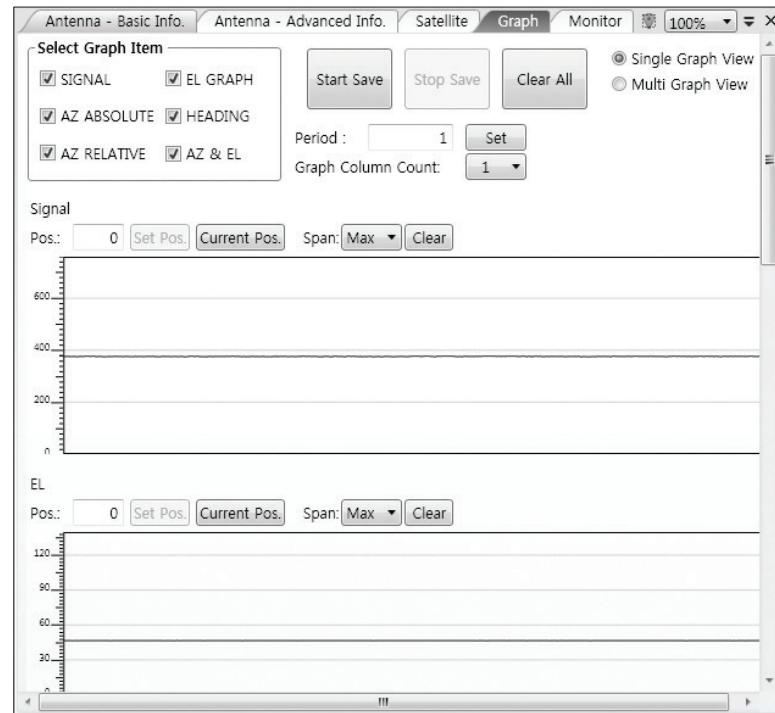 Antenna - Basic Info. Antenna - Advanced Info. Satellite Graph Monitor 100%
Select Graph Item
SIGNAL EL GRAPH
AZ ABSOLUTE HEADING
AZ RELATIVE AZ & EL
Start Save Stop Save Clear All
Single Graph View
Multi Graph View
Period : 1 Set
Graph Column Count: 1
Signal
Pos.: 0 Set Pos. Current Pos. Span: Max Clear
600
400
200
0
EL
Pos.: 0 Set Pos. Current Pos. Span: Max Clear
120
90
60
30
0